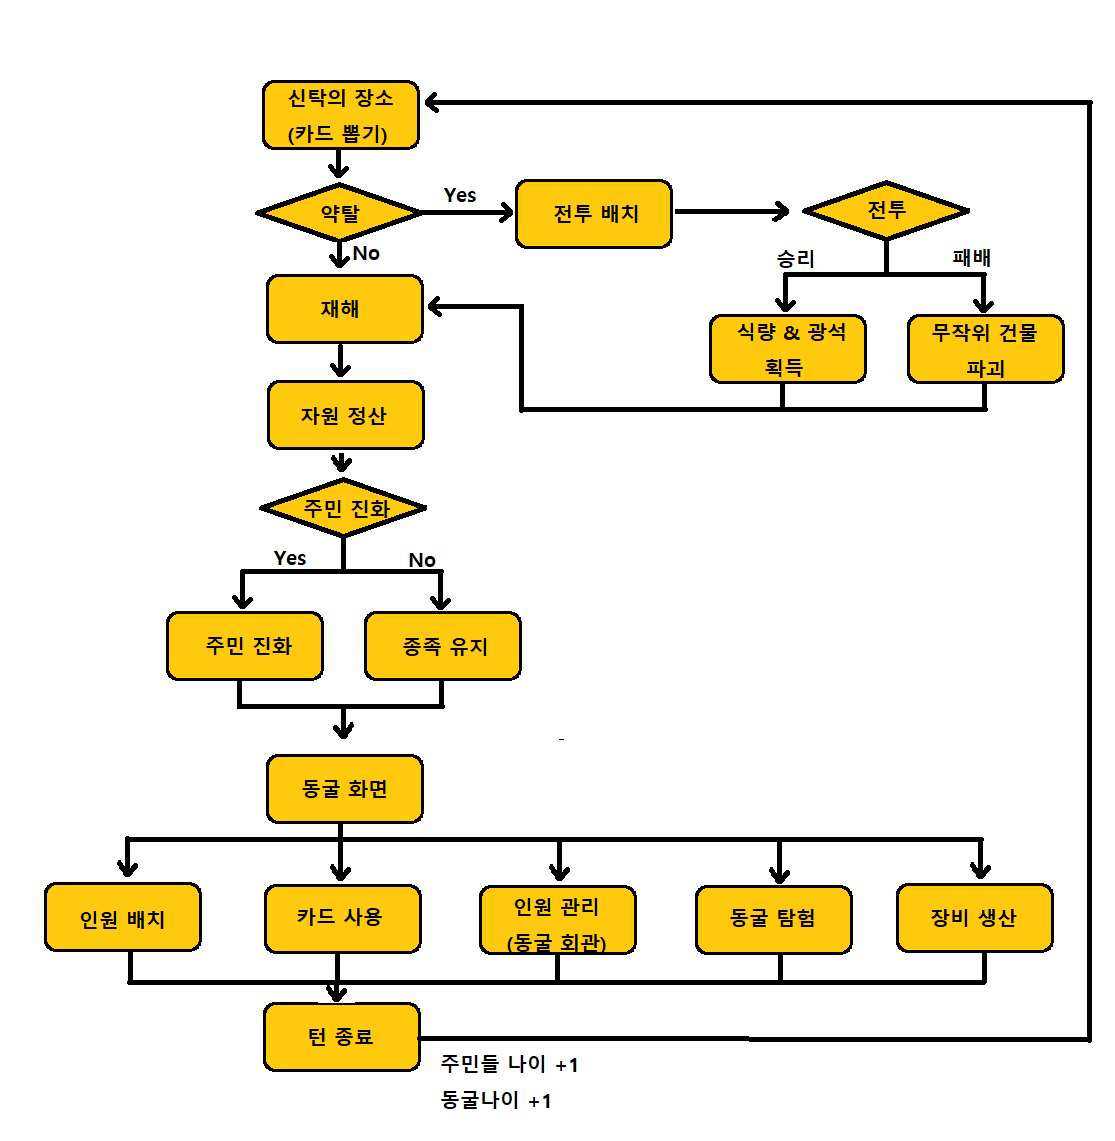 신탁의 장소
(카드 뽑기)
약탈
Yes
전투 배치
전투
No
승리
패배
재해
식량 & 광석
획득
무작위 건물
파괴
자원 정산
주민 진화
Yes
No
주민 진화
종족 유지
동굴 화면
인원 배치
카드 사용
인원 관리
(동굴 회관)
동굴 탐험
장비 생산
턴 종료
주민들 나이 +1
동굴나이 +1